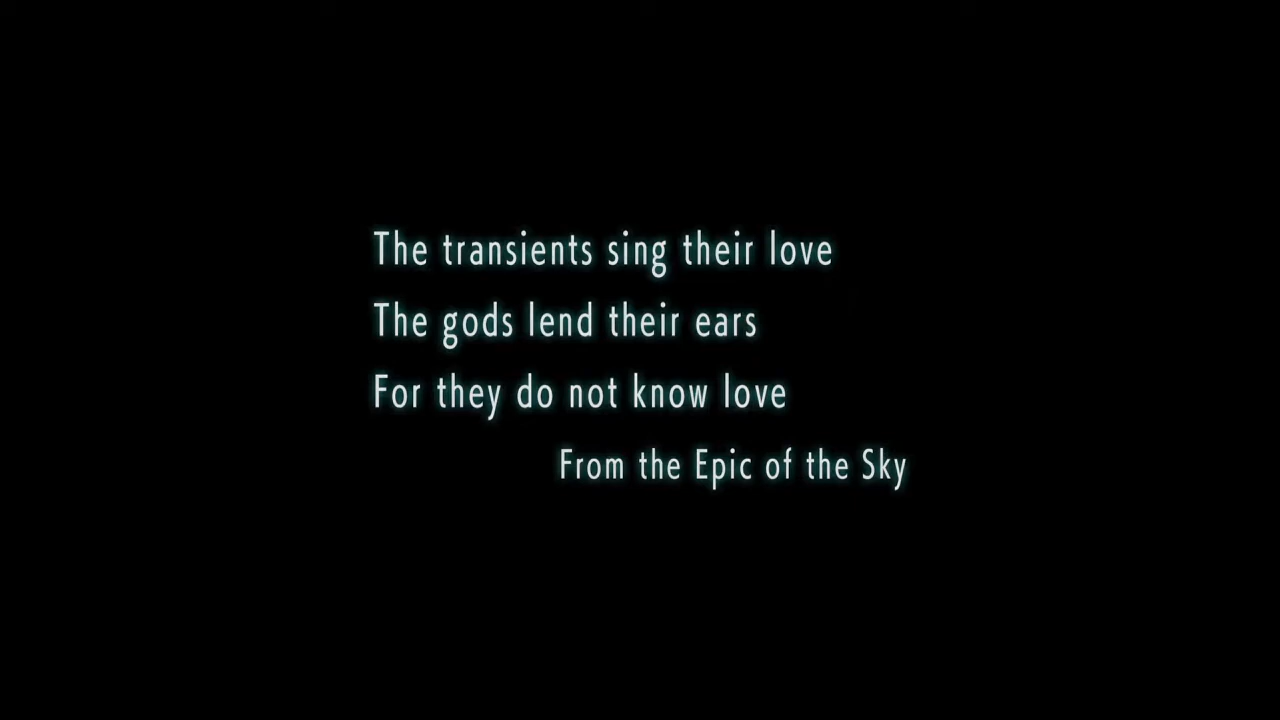 The transients sing their love
The gods lend their ears
For they do not know love
From the Epic of the Sky